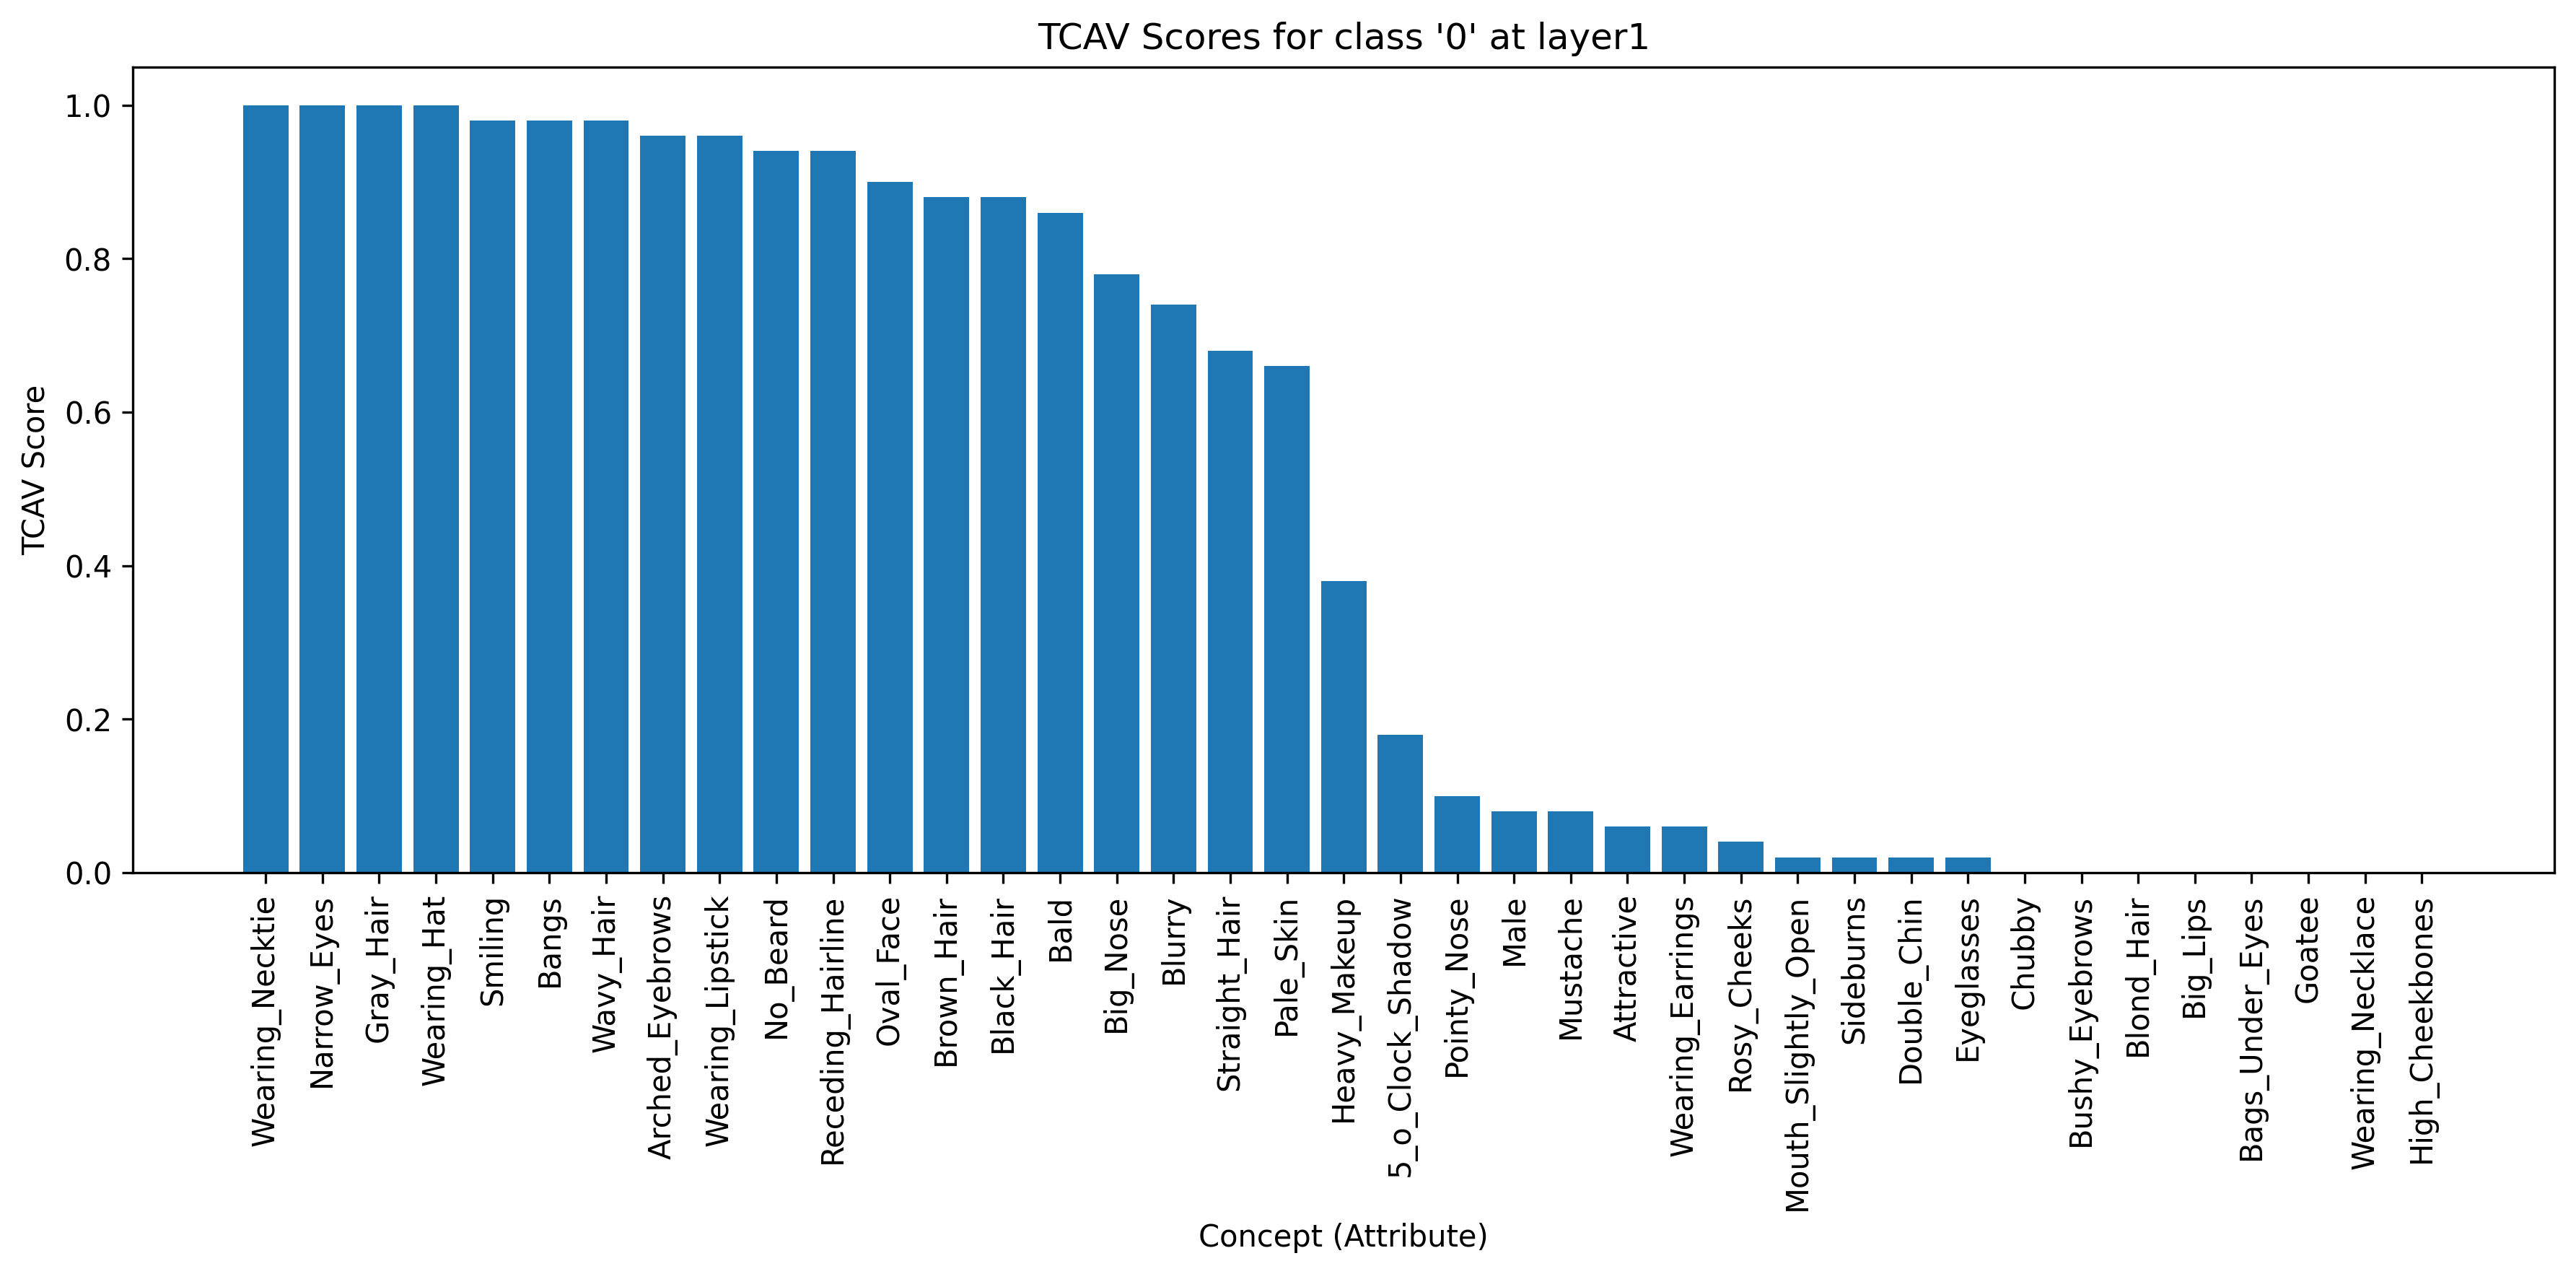 TCAV Scores for class '0' at layer1
TCAV Score
1.0
0.8
0.6
0.4
0.2
0.0
Wearing_Necktie
Narrow_Eyes
Gray_Hair
Wearing_Hat
Smiling
Bangs
Wavy_Hair
Arched_Eyebrows
Wearing_Lipstick
No_Beard
Receding_Hairline
Oval_Face
Brown_Hair
Black_Hair
Bald
Big_Nose
Blurry
Straight_Hair
Pale_Skin
Heavy_Makeup
5_o_Clock_Shadow
Pointy_Nose
Male
Mustache
Attractive
Wearing_Earrings
Rosy_Cheeks
Mouth_Slightly_Open
Sideburns
Double_Chin
Eyeglasses
Chubby
Bushy_Eyebrows
Blond_Hair
Big_Lips
Bags_Under_Eyes
Goatee
Wearing_Necklace
High_Cheekbones
Concept (Attribute)